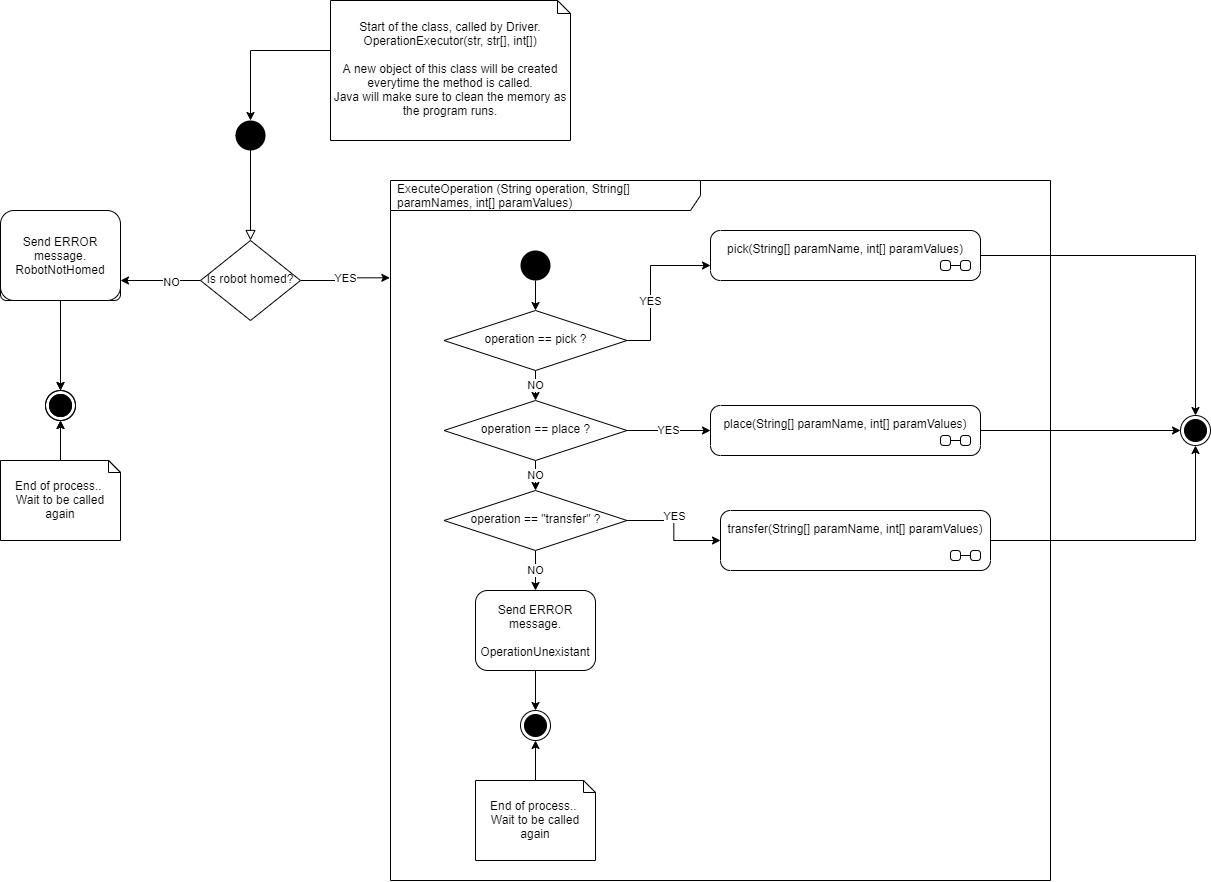 Start of the class, called by Driver.
OperationExecutor(str, str[], int[])
A new object of this class will be created
everytime the method is called.
Java will make sure to clean the memory as
the program runs.
ExecuteOperation (String operation, String[]
paramNames, int[] paramValues)
Send ERROR
message.
RobotNotHomed
NO
Is robot homed?
YES
pick(String[] paramName, int[] paramValues)
YES
operation == pick ?
NO
operation == place ?
YES
place(String[] paramName, int[] paramValues)
NO
operation == "transfer" ?
YES
transfer(String[] paramName, int[] paramValues)
NO
End of process..
Wait to be called
again
Send ERROR
message.
OperationUnexistant
End of process..
Wait to be called
again